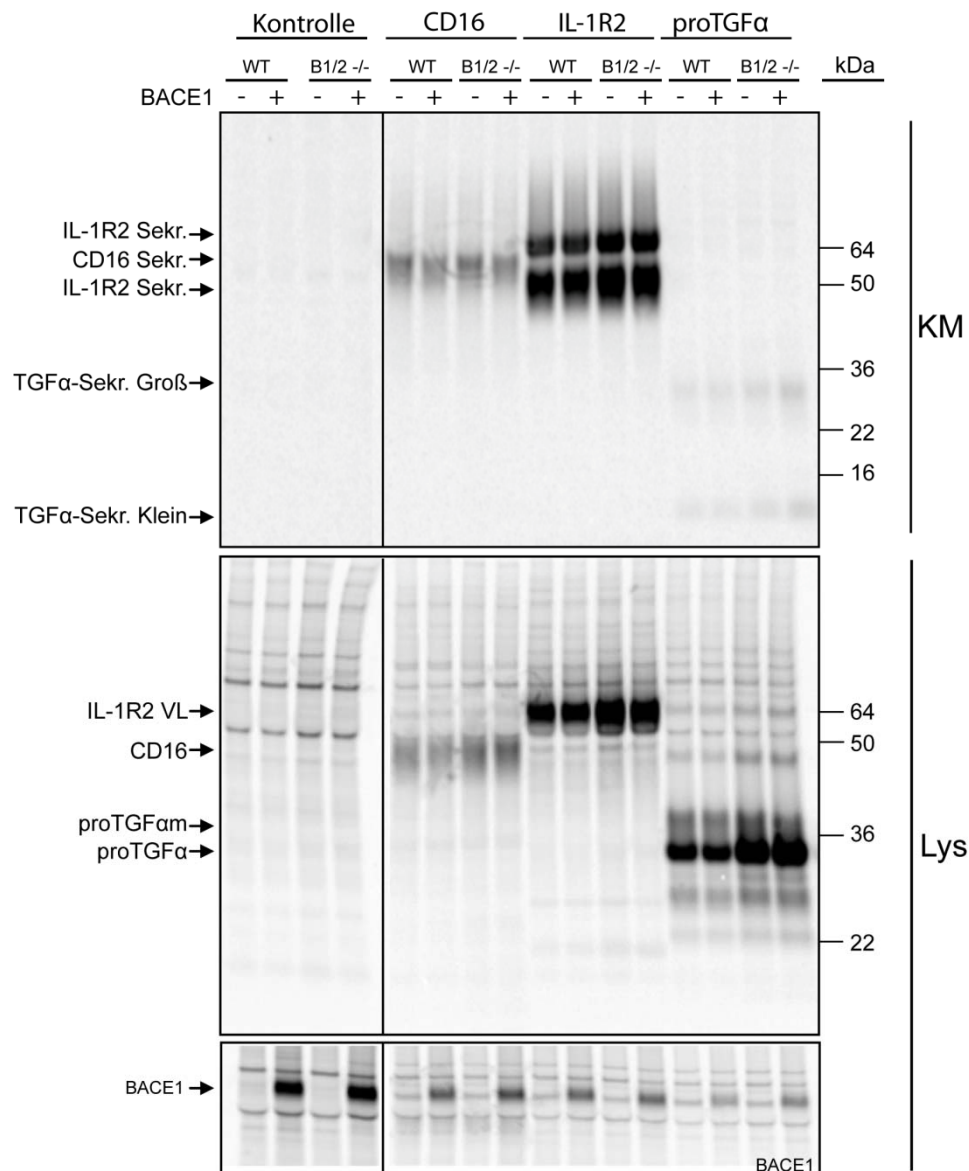 Kontrolle CD16 IL-1R2 proTGFα
WT B1/2 -/- WT B1/2 -/- WT B1/2 -/- WT B1/2 -/- kDa
BACE1 - + - + - + - + - + - + - + - +
IL-1R2 Sekr.
CD16 Sekr.
IL-1R2 Sekr.
TGFα-Sekr. Groß
TGFα-Sekr. Klein
64
50
36
22
16
KM
IL-1R2 VL
CD16
proTGFαm
proTGFα
64
50
36
22
Lys
BACE1
BACE1